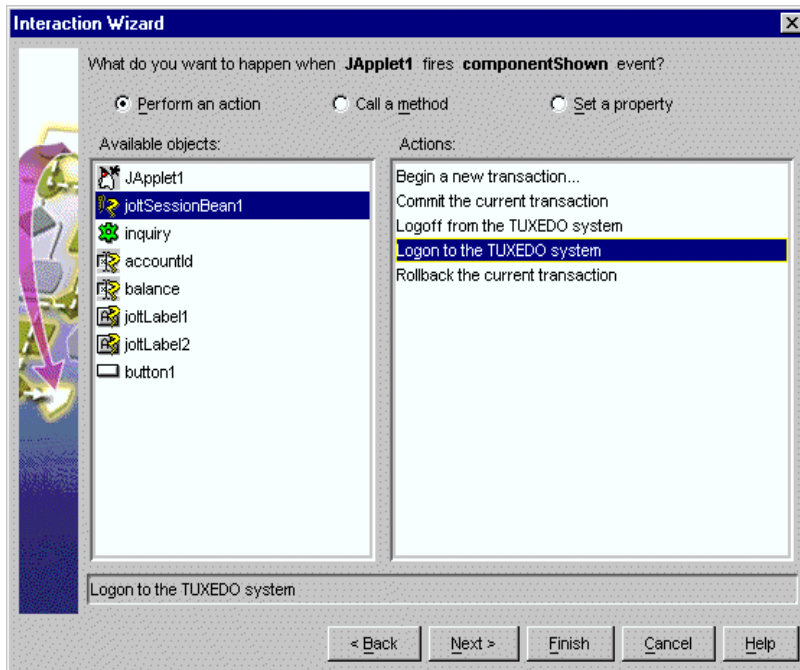 Interaction Wizard
What do you want to happen when JApplet1 fires componentShown event?
Perform an action
Call a method
Set a property
Available objects:
Actions:
JApplet1
joltSessionBean1
inquiry
accountId
balance
joltLabel1
joltLabel2
button1
Begin a new transaction...
Commit the current transaction
Logoff from the TUXEDO system
Logon to the TUXEDO system
Rollback the current transaction
Logon to the TUXEDO system
< Back
Next >
Finish
Cancel
Help